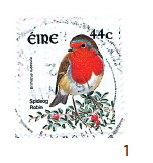 ÉIRE 44c
Spideog
Robin
1